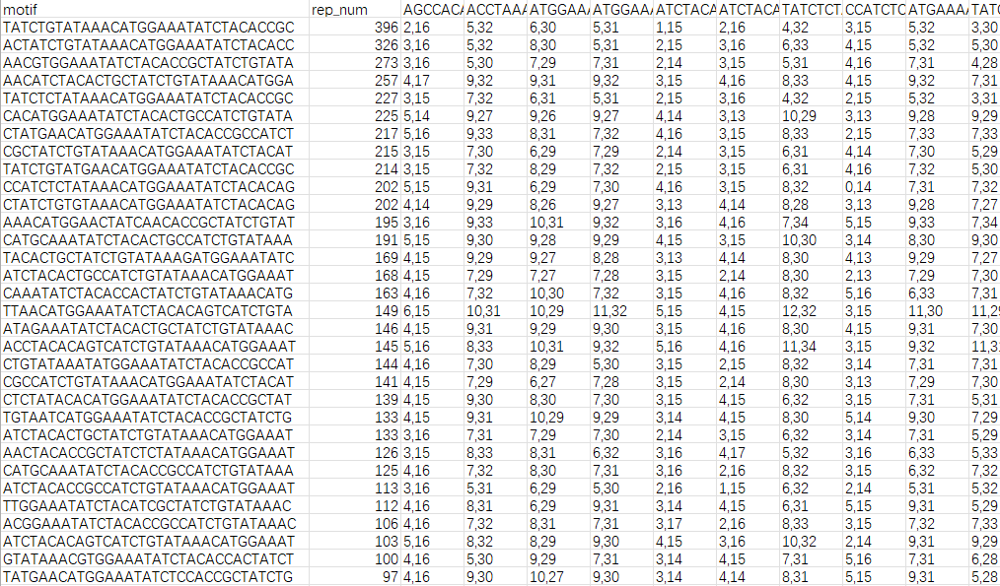 motif rep_num AGCCACA ACCTAAA ATGGAAA ATGGAAA ATCTACA ATCTACA TATCTCT CCATCTC ATGAAAA TATC
TATCTGTATAAACATGGAAATATCTACACCGC 396 2,16 5,32 6,30 5,31 1,15 2,16 4,32 3,15 5,32 3,30
ACTATCTGTATAAACATGGAAATATCTACACC 326 3,16 5,32 8,30 5,31 2,15 3,16 6,33 4,15 5,32 5,30
AACGTGGAAATATCTACACCGCTATCTGTATA 273 3,16 5,30 7,29 7,31 2,14 3,15 5,31 4,16 7,31 4,28
AACATCTACACTGCTATCTGTATAAACATGGA 257 4,17 9,32 9,31 9,32 3,15 4,16 8,33 4,15 9,32 7,31
TATCTCTATAAACATGGAAATATCTACACCGC 227 3,15 7,32 6,31 5,31 2,15 3,16 4,32 2,15 5,32 3,31
CACATGGAAATATCTACACTGCCATCTGTATA 225 5,14 9,27 9,26 9,27 4,14 3,13 10,29 3,13 9,28 9,29
CTATGAACATGGAAATATCTACACCGCCATCT 217 5,16 9,33 8,31 7,32 4,16 3,15 8,33 2,15 7,33 7,33
CGCTATCTGTATAAACATGGAAATATCTACAT 215 3,15 7,30 6,29 7,29 2,14 3,15 6,31 4,14 7,30 5,29
TATCTGTATGAACATGGAAATATCTACACCGC 214 3,15 7,32 8,29 7,32 2,15 3,15 6,31 4,16 7,32 5,30
CCATCTCTATAAACATGGAAATATCTACACAG 202 5,15 9,31 6,29 7,30 4,16 3,15 8,32 0,14 7,31 7,32
CTATCTGTGTAAACATGGAAATATCTACACAG 202 4,14 9,29 8,26 9,27 3,13 4,14 8,28 3,13 9,28 7,27
AAACATGGAACTATCAACACCGCTATCTGTAT 195 3,16 9,33 10,31 9,32 3,16 4,16 7,34 5,15 9,33 7,34
CATGCAAATATCTACACTGCCATCTGTATAAA 191 5,15 9,30 9,28 9,29 4,15 3,15 10,30 3,14 8,30 9,30
TACACTGCTATCTGTATAAAGATGGAAATATC 169 4,15 9,29 9,27 8,28 3,13 4,14 8,30 4,13 9,29 7,27
ATCTACACTGCCATCTGTATAAACATGGAAAT 168 4,15 7,29 7,27 7,28 3,15 2,14 8,30 2,13 7,29 7,30
CAAATATCTACACCACTATCTGTATAAACATG 163 4,16 7,32 10,30 7,32 3,15 4,16 8,32 5,16 6,33 7,31
TTAACATGGAAATATCTACACAGTCATCTGTA 149 6,15 10,31 10,29 11,32 5,15 4,15 12,32 3,15 11,30 11,29
ATAGAAATATCTACACTGCTATCTGTATAAAC 146 4,15 9,31 9,29 9,30 3,15 4,16 8,30 4,15 9,31 7,30
ACCTACACAGTCATCTGTATAAACATGGAAAT 145 5,16 8,33 10,31 9,32 5,16 4,16 11,34 3,15 9,32 11,3
CTGTATAAATATGGAAATATCTACACCGCCAT 144 4,16 7,30 8,29 5,30 3,15 2,15 8,32 3,14 7,31 7,31
CGCCATCTGTATAAACATGGAAATATCTACAT 141 4,15 7,29 6,27 7,28 3,15 2,14 8,30 3,13 7,29 7,30
CTCTATACACATGGAAATATCTACACCGCTAT 139 4,15 9,30 8,30 7,30 3,15 4,15 6,32 3,15 7,31 5,31
TGTAATCATGGAAATATCTACACCGCTATCTG 133 4,15 9,31 10,29 9,29 3,14 4,15 8,30 5,14 9,30 7,29
ATCTACACTGCTATCTGTATAAACATGGAAAT 133 3,16 7,31 7,29 7,30 2,14 3,15 6,32 3,14 7,31 5,29
AACTACACCGCTATCTCTATAAACATGGAAAT 126 3,15 8,33 8,31 6,32 3,16 4,17 5,32 3,16 6,33 5,33
CATGCAAATATCTACACCGCCATCTGTATAAA 125 4,16 7,32 8,30 7,31 3,16 2,16 8,32 3,15 6,32 7,32
ATCTACACCGCCATCTGTATAAACATGGAAAT 113 3,16 5,31 6,29 5,30 2,16 1,15 6,32 2,14 5,31 5,32
TTGGAAATATCTACATCGCTATCTGTATAAAC 112 4,16 8,31 6,29 9,31 3,14 4,15 6,31 5,15 9,31 5,29
ACGGAAATATCTACACCGCCATCTGTATAAAC 106 4,16 7,32 8,31 7,31 3,17 2,16 8,33 3,15 7,32 7,33
ATCTACACAGTCATCTGTATAAACATGGAAAT 103 5,16 8,32 8,29 9,30 4,15 3,16 10,32 2,14 9,31 9,29
GTATAAACGTGGAAATATCTACACCACTATCT 100 4,16 5,30 9,29 7,31 3,14 4,15 7,31 5,16 7,31 6,28
TATGAACATGGAAATATCTCCACCGCTATCTG 97 4,16 9,30 10,27 9,30 3,14 4,14 8,31 5,15 9,31 5,28